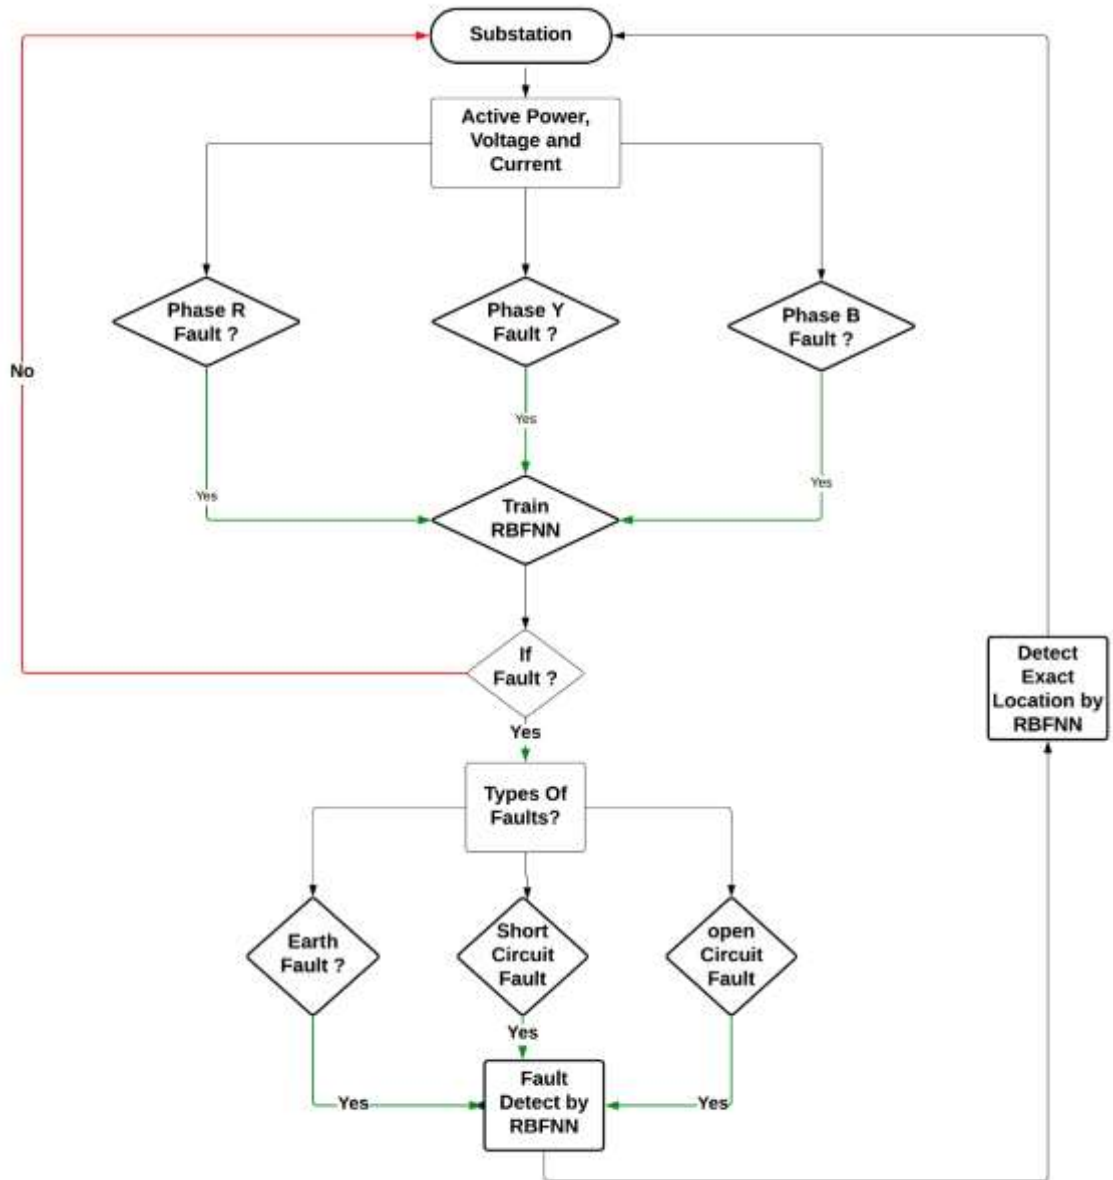 Substation
Active Power,
Voltage and
Current
Phase R
Fault ?
Phase Y
Fault ?
Phase B
Fault ?
No
Yes
Yes
Yes
Train
RBFNN
If
Fault ?
Detect
Exact
Location by
RBFNN
Yes
Types Of
Faults?
Earth
Fault ?
Short
Circuit
Fault
open
Circuit
Fault
Yes
Yes
Yes
Fault
Detect by
RBFNN